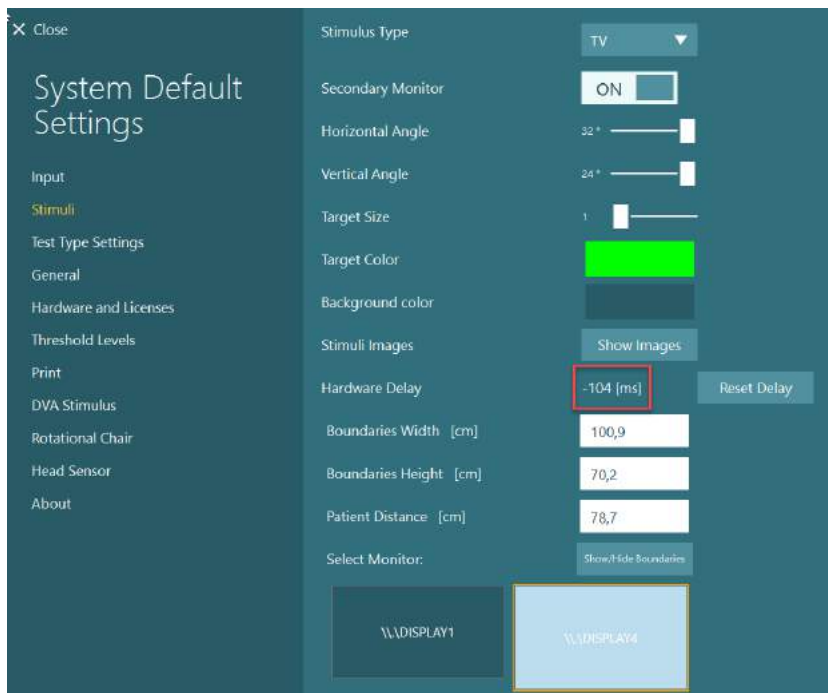 Close
System Default
Settings
Input
Stimuli
Test Type Settings
General
Hardware and Licenses
Threshold Levels
Print
DVA Stimulus
Rotational Chair
Head Sensor
About
Stimulus Type
TV
Secondary Monitor
ON
Horizontal Angle
32 °
Vertical Angle
24 °
Target Size
1
Target Color
Background color
Stimuli Images
Show Images
Hardware Delay
-104 [ms]
Reset Delay
Boundaries Width [cm]
100,9
Boundaries Height [cm]
70,2
Patient Distance [cm]
78,7
Select Monitor:
Show/Hide Boundaries
\\.\DISPLAY1
\\.\DISPLAY4